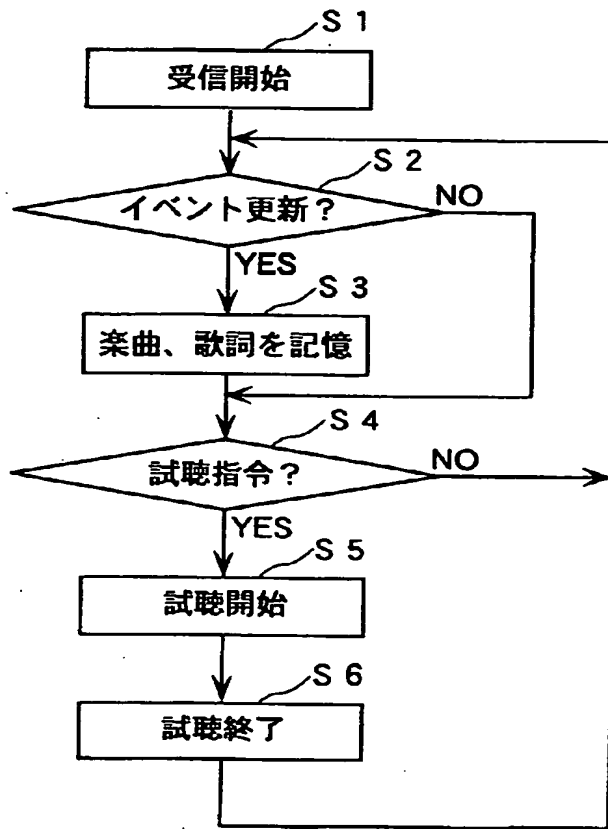 S 1
受信開始
S 2
イベント更新？
NO
YES
S 3
楽曲、歌詞を記憶
S 4
試聴指令？
NO
YES
S 5
試聴開始
S 6
試聴終了